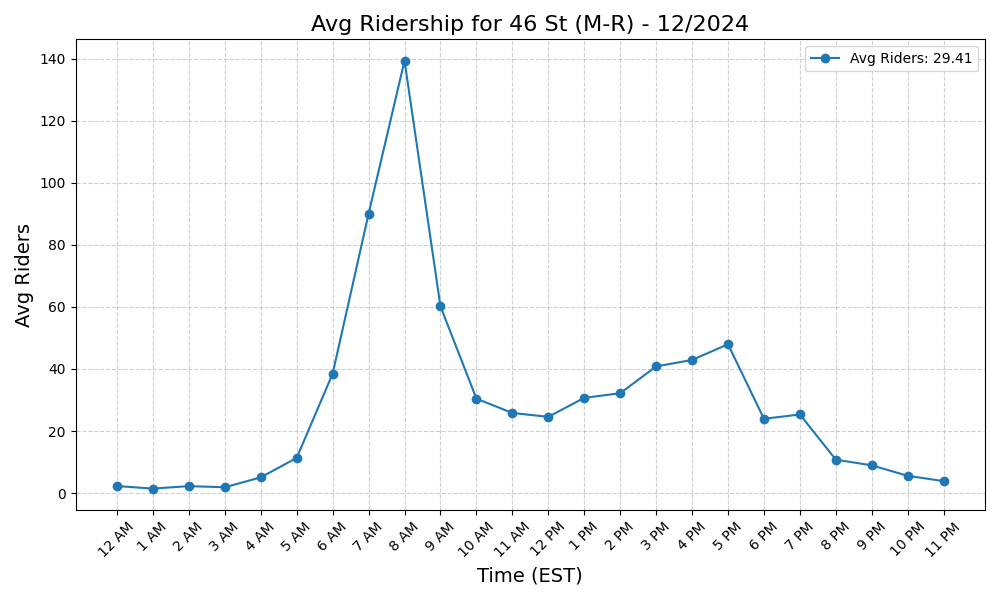 Avg Ridership for 46 St (M-R) - 12/2024
Avg Riders: 29.41
Avg Riders
140
120
100
80
60
40
20
0
12 AM
1 AM
2 AM
3 AM
4 AM
5 AM
6 AM
7 AM
8 AM
9 AM
10 AM
11 AM
12 PM
1 PM
2 PM
3 PM
4 PM
5 PM
6 PM
7 PM
8 PM
9 PM
10 PM
11 PM
Time (EST)